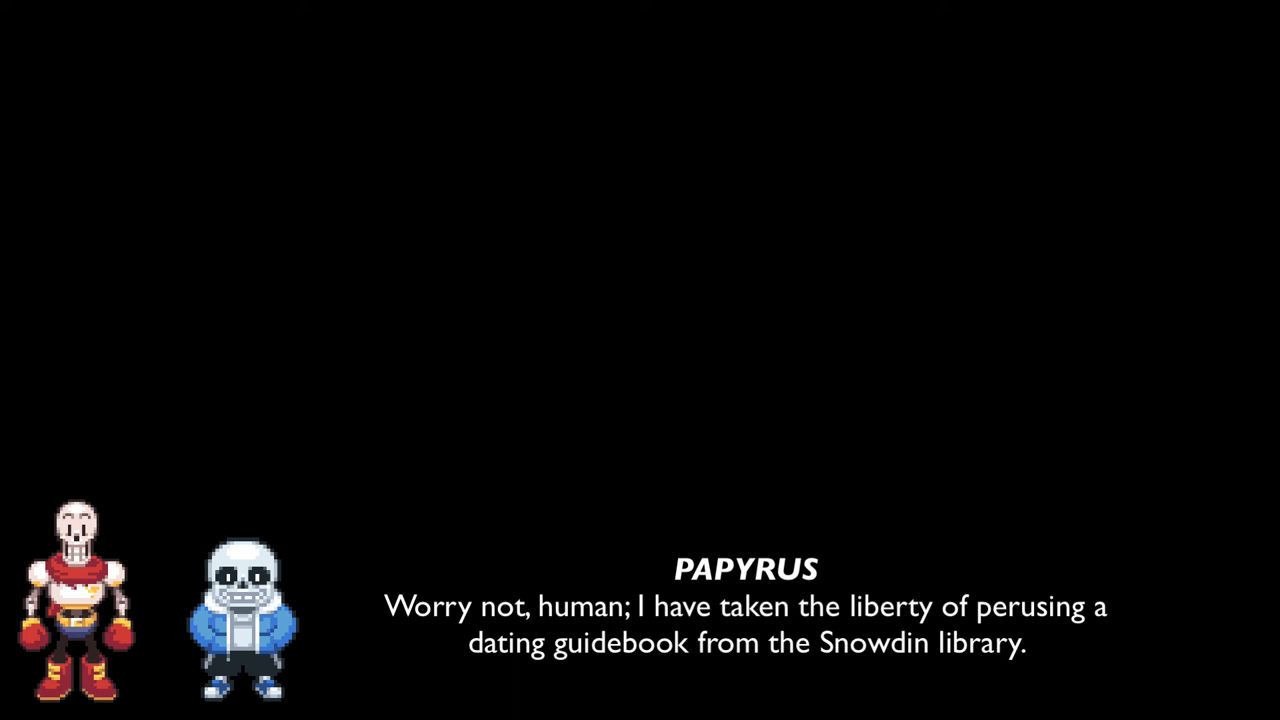 PAPYRUS
Worry not, human; I have taken the liberty of perusing a
dating guidebook from the Snowdin library.